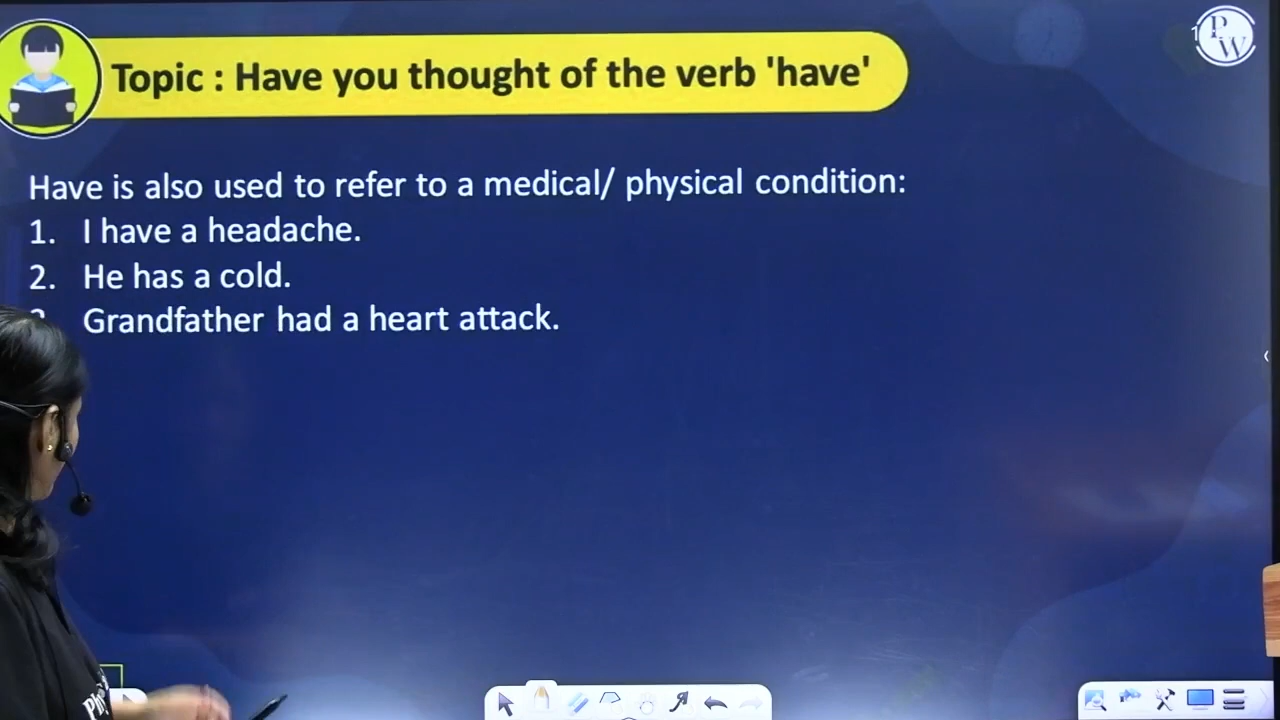 Topic : Have you thought of the verb 'have'
PW
Have is also used to refer to a medical/ physical condition:
1. I have a headache.
2. He has a cold.
Grandfather had a heart attack.